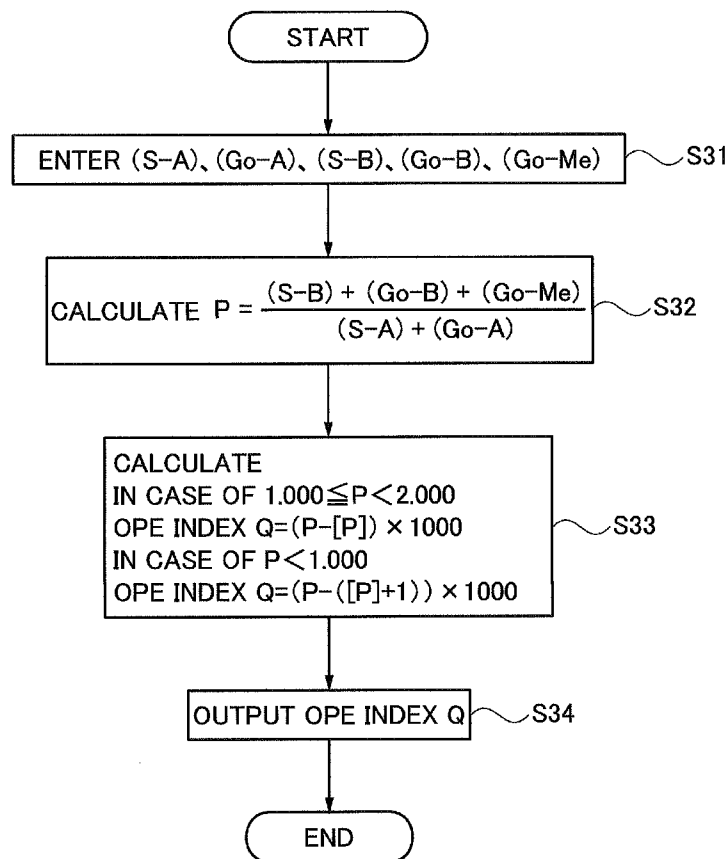 START
ENTER (S-A)、(Go-A)、(S-B)、(Go-B)、(Go-Me)
S31
CALCULATE P = (S-B) + (Go-B) + (Go-Me)
(S-A) + (Go-A)
S32
CALCULATE
IN CASE OF 1.000≦P<2.000
OPE INDEX Q=(P-[P])×1000
IN CASE OF P<1.000
OPE INDEX Q=(P-([P]+1))×1000
S33
OUTPUT OPE INDEX Q
S34
END